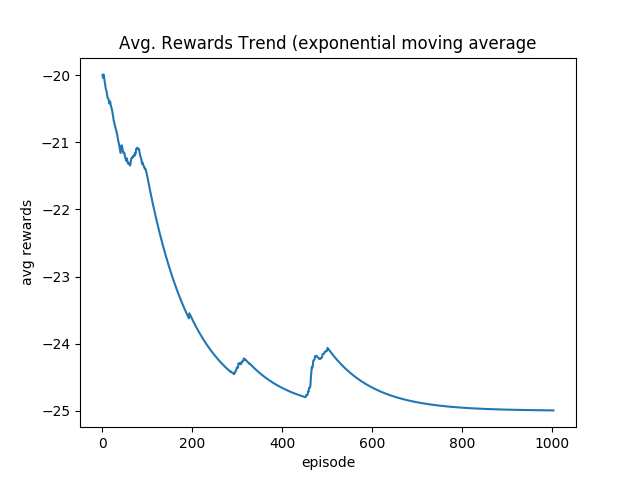 Avg. Rewards Trend (exponential moving average
−20
−21
−22
−23
−24
−25
avg rewards
0 200 400 600 800 1000
episode